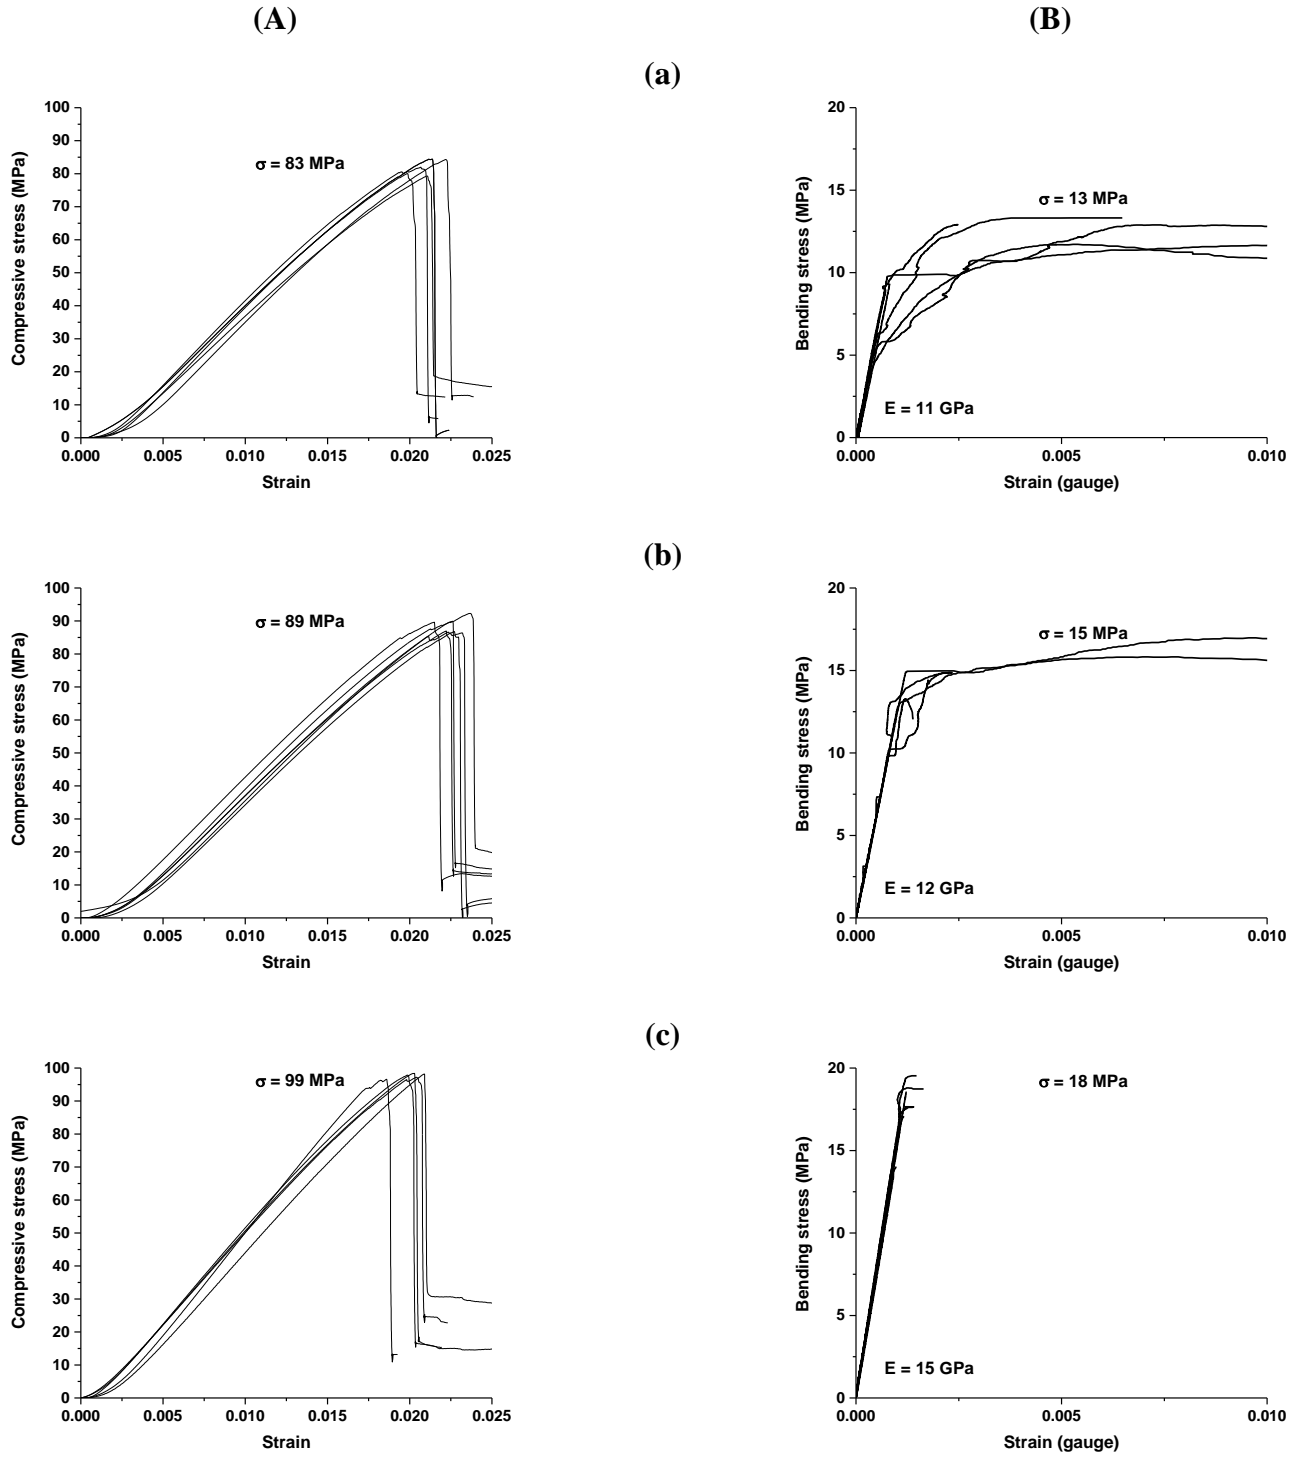 (A) (B)
(a)
Compressive stress (MPa)
100
90
80
70
60
50
40
30
20
10
0
σ = 83 MPa
0.000 0.005 0.010 0.015 0.020 0.025
Strain
Bending stress (MPa)
20
15
10
5
0
σ = 13 MPa
E = 11 GPa
0.000 0.005 0.010
Strain (gauge)
(b)
Compressive stress (MPa)
100
90
80
70
60
50
40
30
20
10
0
σ = 89 MPa
0.000 0.005 0.010 0.015 0.020 0.025
Strain
Bending stress (MPa)
20
15
10
5
0
σ = 15 MPa
E = 12 GPa
0.000 0.005 0.010
Strain (gauge)
(c)
Compressive stress (MPa)
100
90
80
70
60
50
40
30
20
10
0
σ = 99 MPa
0.000 0.005 0.010 0.015 0.020 0.025
Strain
Bending stress (MPa)
20
15
10
5
0
σ = 18 MPa
E = 15 GPa
0.000 0.005 0.010
Strain (gauge)